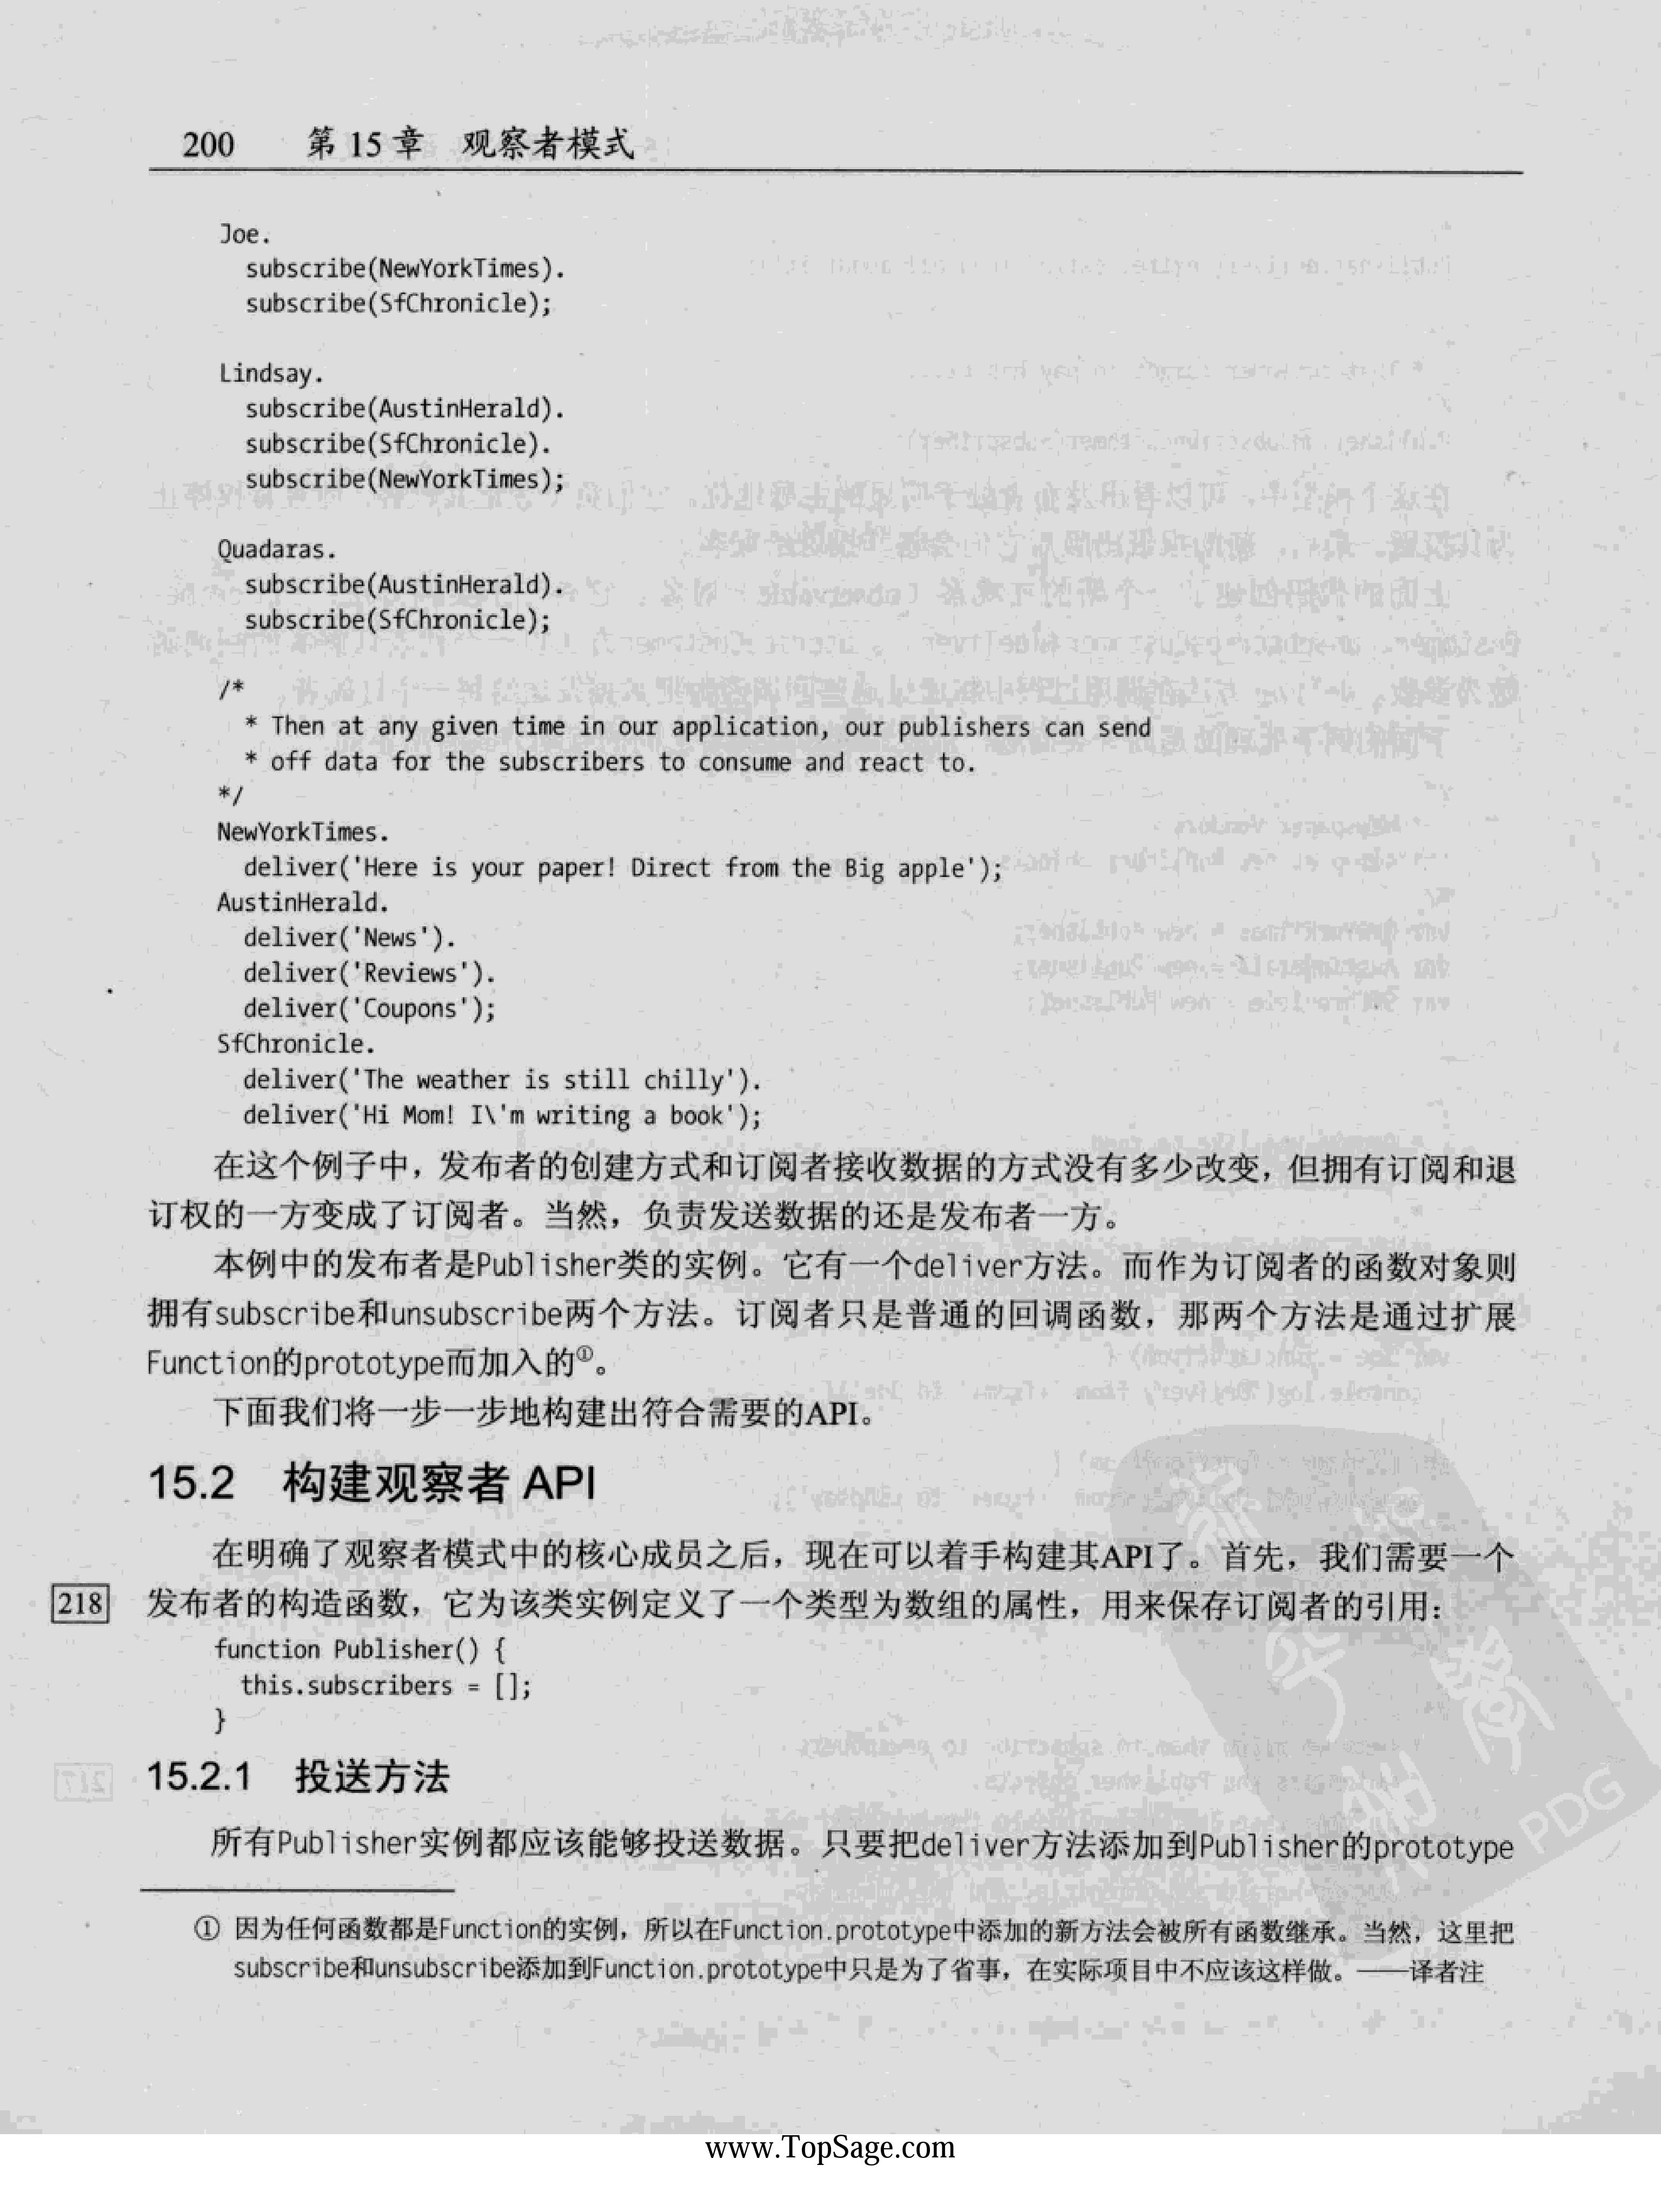 200 第 15 章 观察者模式
Joe.
subscribe(NewYorkTimes).
subscribe(SfChronicle);
Lindsay.
subscribe(AustinHerald).
subscribe(SfChronicle).
subscribe(NewYorkTimes);
Quadaras.
subscribe(AustinHerald).
subscribe(SfChronicle);
/*
* Then at any given time in our application, our publishers can send
* off data for the subscribers to consume and react to.
*/
NewYorkTimes.
deliver('Here is your paper! Direct from the Big apple');
AustinHerald.
deliver('News').
deliver('Reviews').
deliver('Coupons');
SfChronicle.
deliver('The weather is still chilly').
deliver('Hi Mom! I\'m writing a book');
在这个例子中，发布者的创建方式和订阅者接收数据的方式没有多少改变，但拥有订阅和退
订权的一方变成了订阅者。当然，负责发送数据的还是发布者一方。
本例中的发布者是Publisher类的实例。它有一个deliver方法。而作为订阅者的函数对象则
拥有subscribe和unsubscribe两个方法。订阅者只是普通的回调函数，那两个方法是通过扩展
Function的prototype而加入的①。
下面我们将一步一步地构建出符合需要的API。
15.2 构建观察者 API
在明确了观察者模式中的核心成员之后，现在可以着手构建其API了。首先，我们需要一个
218 发布者的构造函数，它为该类实例定义了一个类型为数组的属性，用来保存订阅者的引用：
function Publisher() {
this.subscribers = [];
}
15.2.1 投送方法
所有Publisher实例都应该能够投送数据。只要把deliver方法添加到Publisher的prototype
① 因为任何函数都是Function的实例，所以在Function.prototype中添加的新方法会被所有函数继承。当然，这里把
subscribe和unsubscribe添加到Function.prototype中只是为了省事，在实际项目中不应该这样做。——译者注
PDG
www.TopSage.com